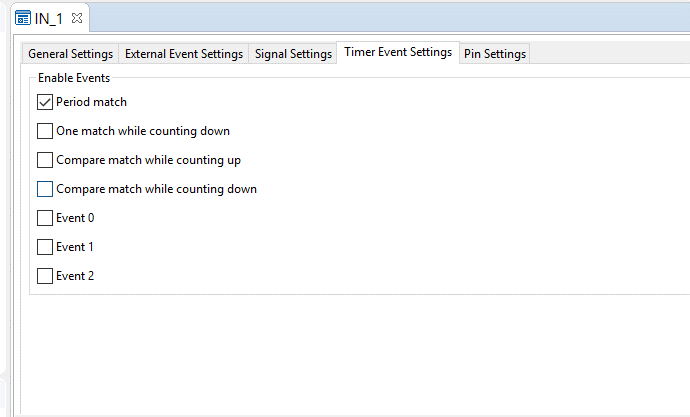 IN_1
General Settings External Event Settings Signal Settings Timer Event Settings Pin Settings
Enable Events
Period match
One match while counting down
Compare match while counting up
Compare match while counting down
Event 0
Event 1
Event 2